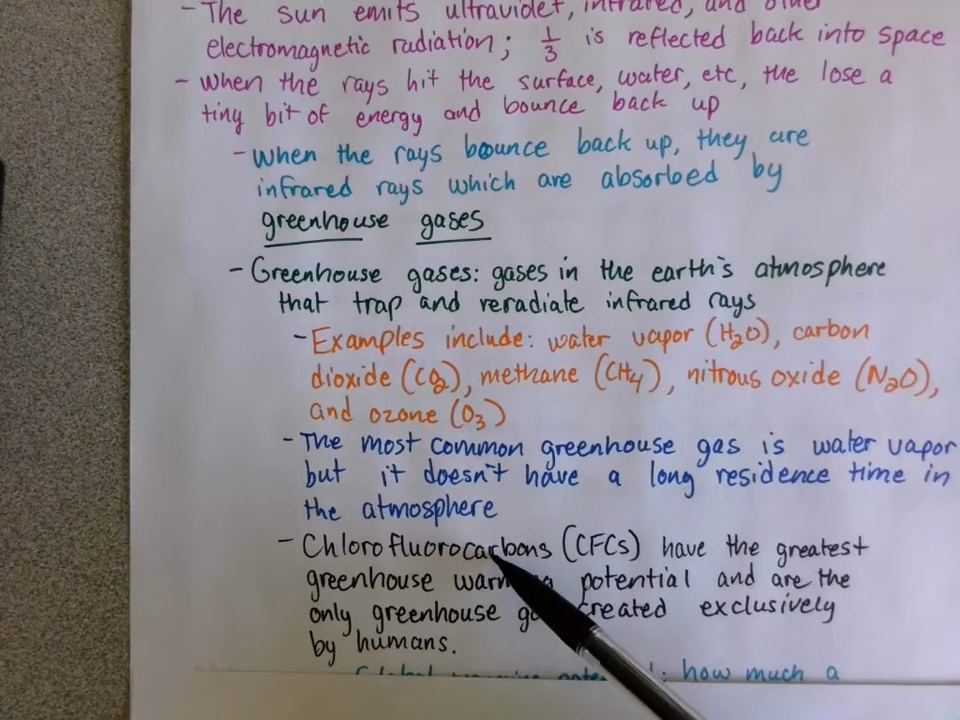 - The sun emits ultraviolet, infrared, and other
electromagnetic radiation; 1/3 is reflected back into space
- When the rays hit the surface, water, etc, the lose a
tiny bit of energy and bounce back up
- When the rays bounce back up, they are
infrared rays which are absorbed by
greenhouse gases
- Greenhouse gases: gases in the earth's atmosphere
that trap and reradiate infrared rays
- Examples include: water vapor (H2O), carbon
dioxide (CO2), methane (CH4), nitrous oxide (N2O),
and ozone (O3)
- The most common greenhouse gas is water vapor
but it doesn't have a long residence time in
the atmosphere
- Chlorofluorocarbons (CFCs) have the greatest
greenhouse potential and are the
only greenhouse created exclusively
by humans.
: how much a